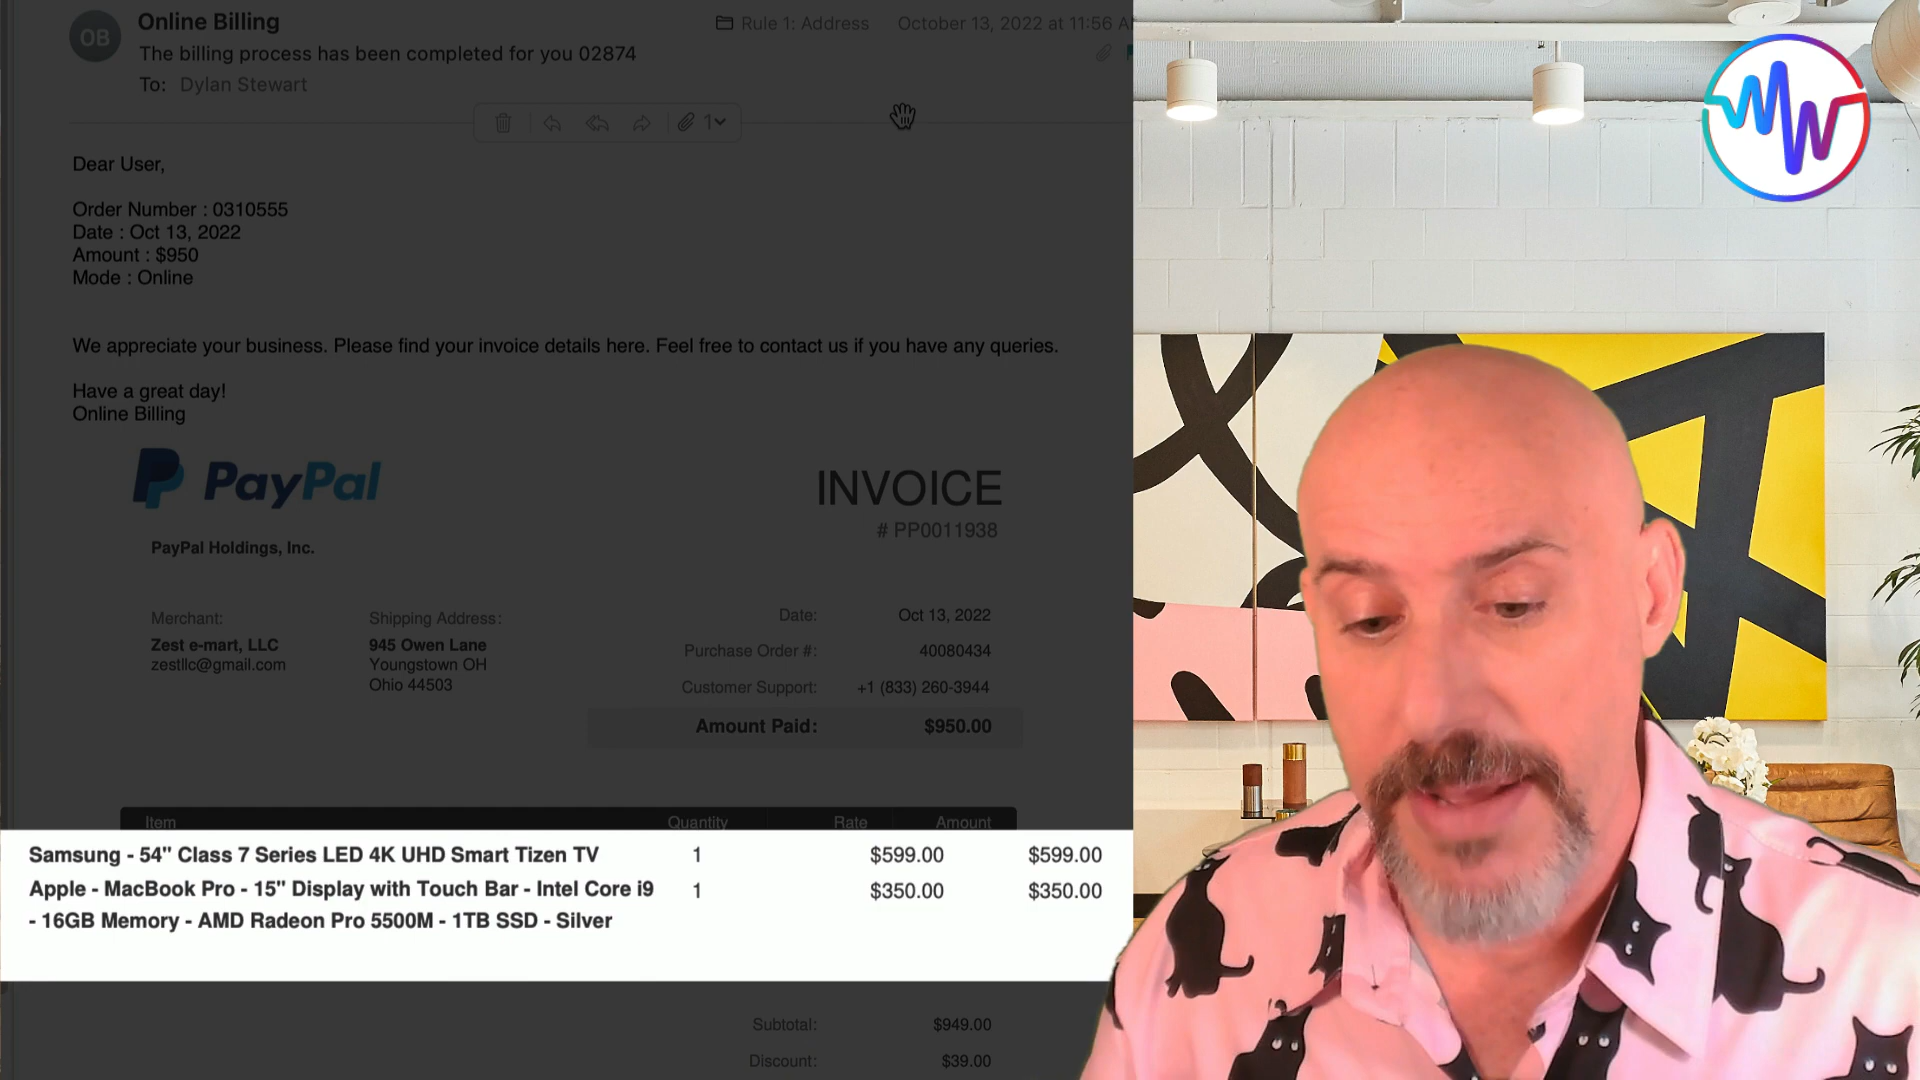 OB
Online Billing
Rule 1: Address
October 13, 2022 at 11:56 A
The billing process has been completed for you 02874
To: Dylan Stewart
1
Dear User,
Order Number : 0310555
Date : Oct 13, 2022
Amount : $950
Mode : Online
We appreciate your business. Please find your invoice details here. Feel free to contact us if you have any queries.
Have a great day!
Online Billing
PayPal
INVOICE
# PP0011938
PayPal Holdings, Inc.
Merchant:
Zest e-mart, LLC
zestllc@gmail.com
Shipping Address:
945 Owen Lane
Youngstown OH
Ohio 44503
Date: Oct 13, 2022
Purchase Order #: 40080434
Customer Support: +1 (833) 260-3944
Amount Paid: $950.00
Item Quantity Rate Amount
Samsung - 54" Class 7 Series LED 4K UHD Smart Tizen TV 1 $599.00 $599.00
Apple - MacBook Pro - 15" Display with Touch Bar - Intel Core i9 1 $350.00 $350.00
- 16GB Memory - AMD Radeon Pro 5500M - 1TB SSD - Silver
Subtotal: $949.00
Discount: $39.00
MW